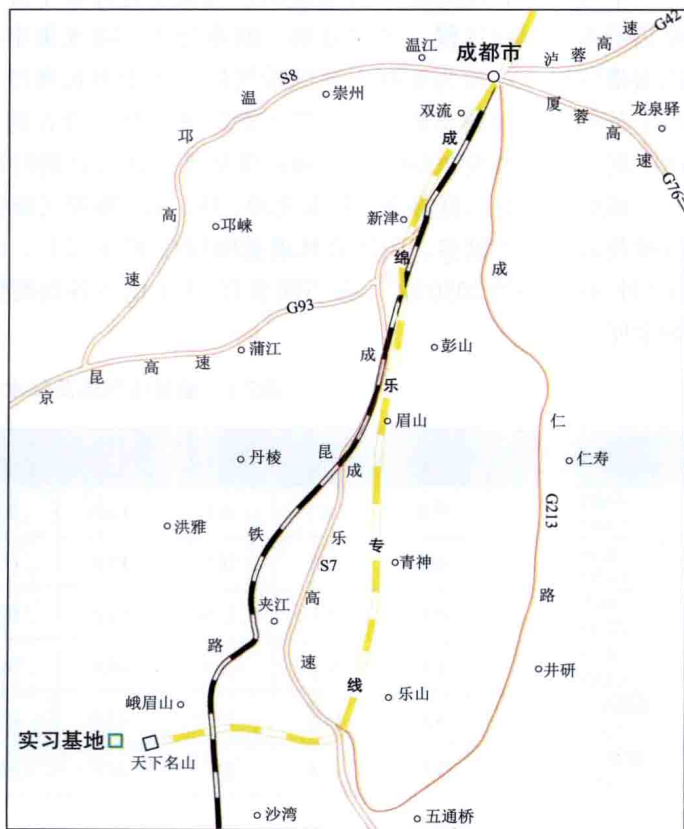 G42
速
高
蓉
泸
成都市
温江
S8
温
邛
高
速
崇州
双流
厦
蓉
高
速
G76
龙泉驿
成
绵
乐
专
线
新津
邛崃
G93
京
昆
高
速
蒲江
彭山
成
昆
铁
路
眉山
成
仁
路
G213
仁寿
丹棱
成
乐
高
速
S7
洪雅
青神
夹江
井研
峨眉山
乐山
实习基地
天下名山
沙湾
五通桥